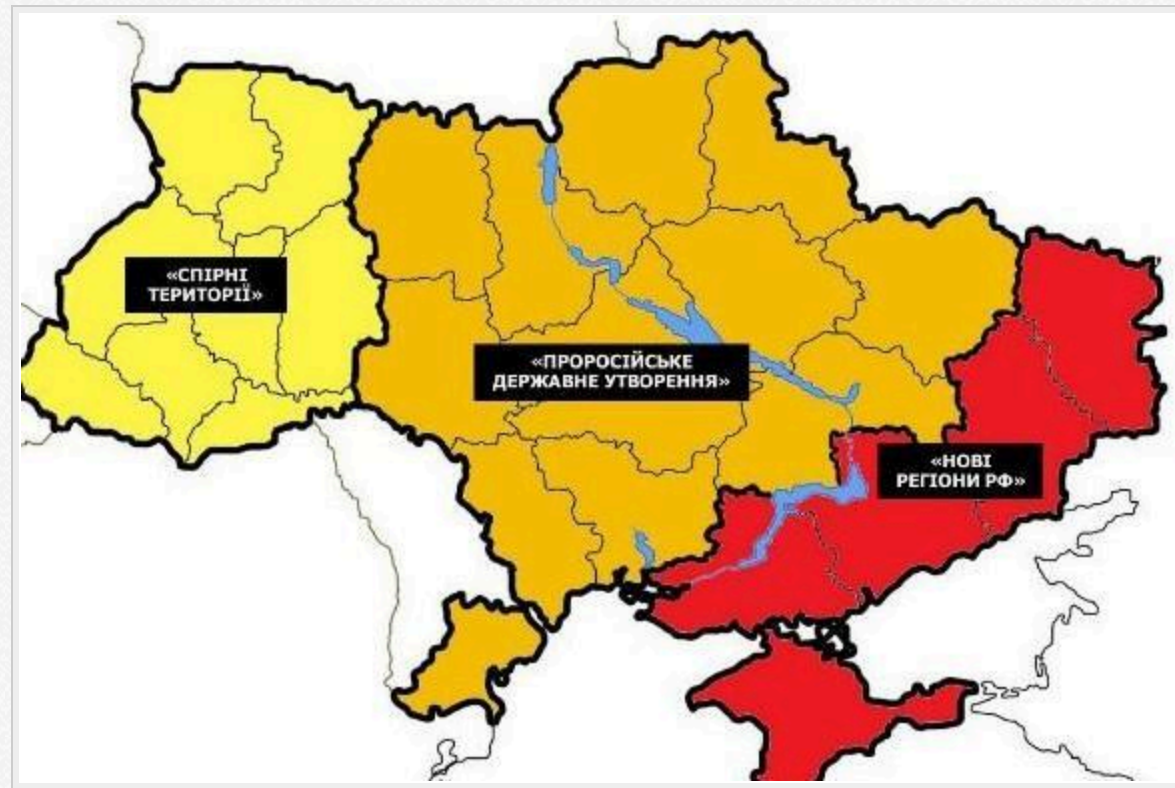 «СПІРНІ
ТЕРИТОРІЇ»
«ПРОРОСІЙСЬКЕ
ДЕРЖАВНЕ УТВОРЕННЯ»
«НОВІ
РЕГІОНИ РФ»